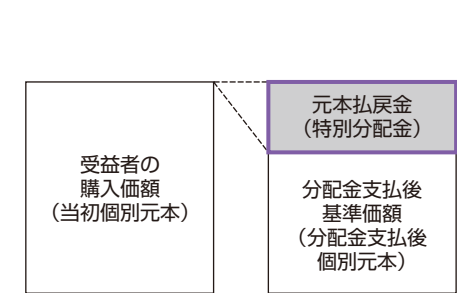 受益者の
購入価額
（当初個別元本）
元本払戻金
（特別分配金）
分配金支払後
基準価額
（分配金支払後
個別元本）